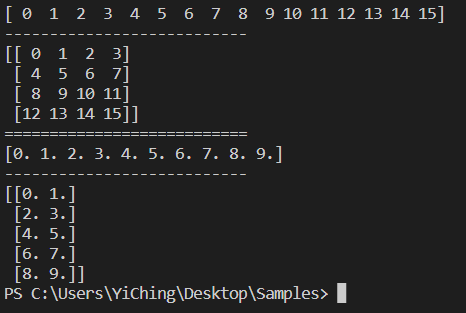 [ 0  1  2  3  4  5  6  7  8  9 10 11 12 13 14 15]
---------------------------
[[ 0  1  2  3]
 [ 4  5  6  7]
 [ 8  9 10 11]
 [12 13 14 15]]
===========================
[0. 1. 2. 3. 4. 5. 6. 7. 8. 9.]
---------------------------
[[0. 1.]
 [2. 3.]
 [4. 5.]
 [6. 7.]
 [8. 9.]]
PS C:\Users\YiChing\Desktop\Samples>